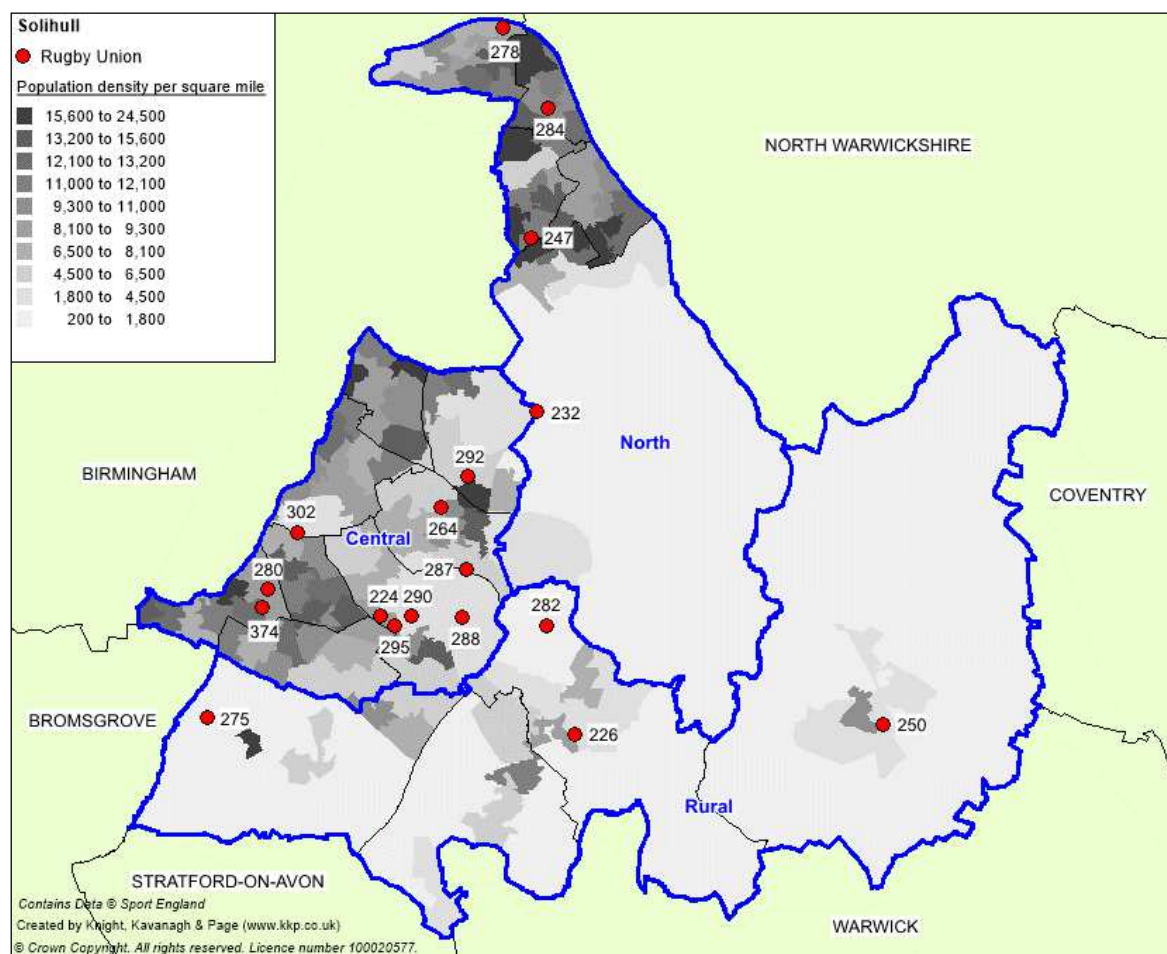 Solihull
Rugby Union
Population density per square mile
15,600 to 24,500
13,200 to 15,600
12,100 to 13,200
11,000 to 12,100
9,300 to 11,000
8,100 to 9,300
6,500 to 8,100
4,500 to 6,500
1,800 to 4,500
200 to 1,800
278
284
NORTH WARWICKSHIRE
247
232
North
BIRMINGHAM
292
COVENTRY
302
264
Central
287
280
224 290
282
374
295
288
BROMSGROVE
275
226
250
Rural
STRATFORD-ON-AVON
WARWICK
Contains Data © Sport England
Created by Knight, Kavanagh & Page (www.kkp.co.uk)
© Crown Copyright. All rights reserved. Licence number 100020577.